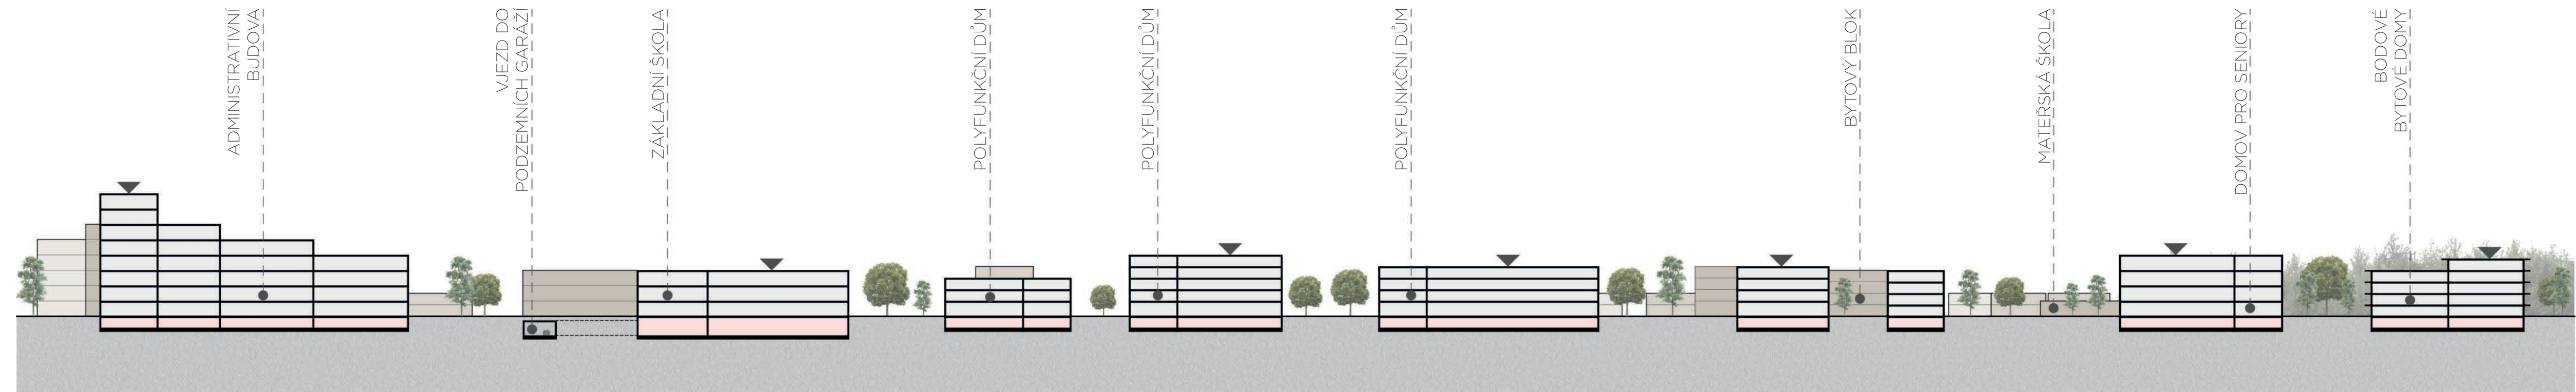 ADMINISTRATIVNÍ
BUDOVA
VJEZD DO
PODZEMNÍCH GARÁŽÍ
ZÁKLADNÍ ŠKOLA
POLYFUNKČNÍ DŮM
POLYFUNKČNÍ DŮM
POLYFUNKČNÍ DŮM
BYTOVÝ BLOK
MATEŘSKÁ ŠKOLA
DOMOV PRO SENIORY
BODOVÉ
BYTOVÉ DOMY